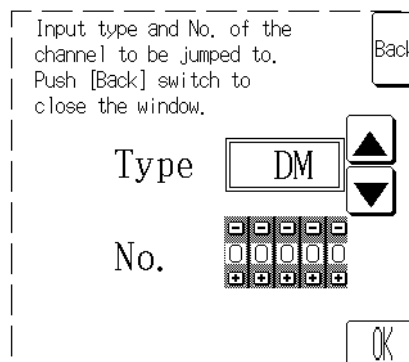 Input type and No. of the
channel to be jumped to.
Push [Back] switch to
close the window.
Back
Type DM
No. 0 0 0 0 0
OK